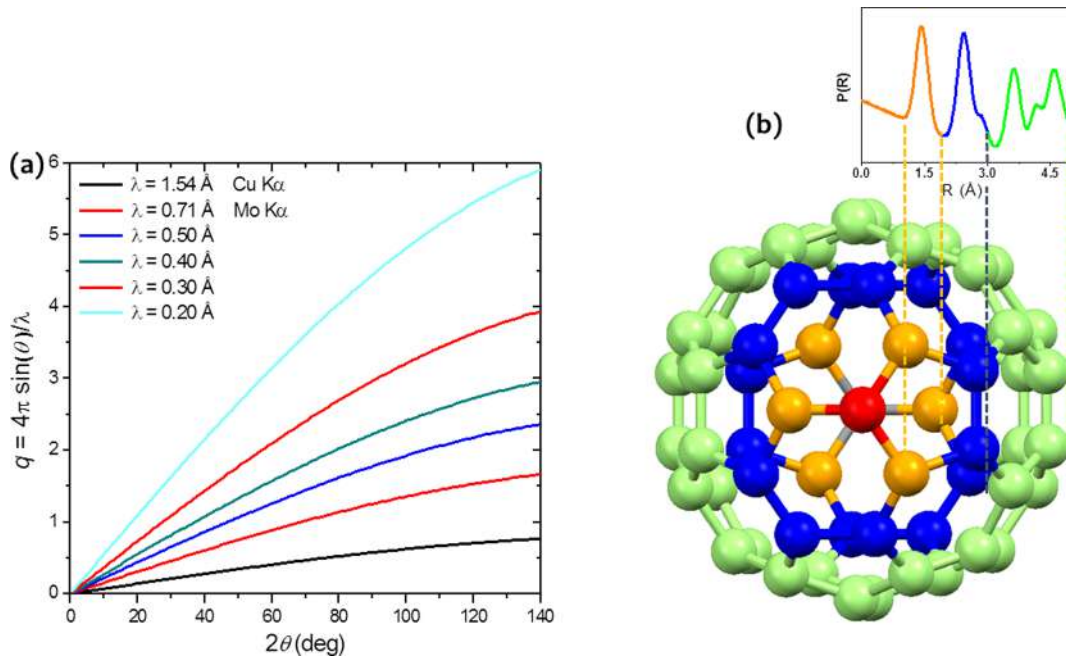 (a)
6
5
4
3
2
1
0
q = 4π sin(θ)/λ
λ = 1.54 Å Cu Kα
λ = 0.71 Å Mo Kα
λ = 0.50 Å
λ = 0.40 Å
λ = 0.30 Å
λ = 0.20 Å
0 20 40 60 80 100 120 140
2θ (deg)
(b)
P(R)
0.0 1.5 3.0 4.5
R (Å)